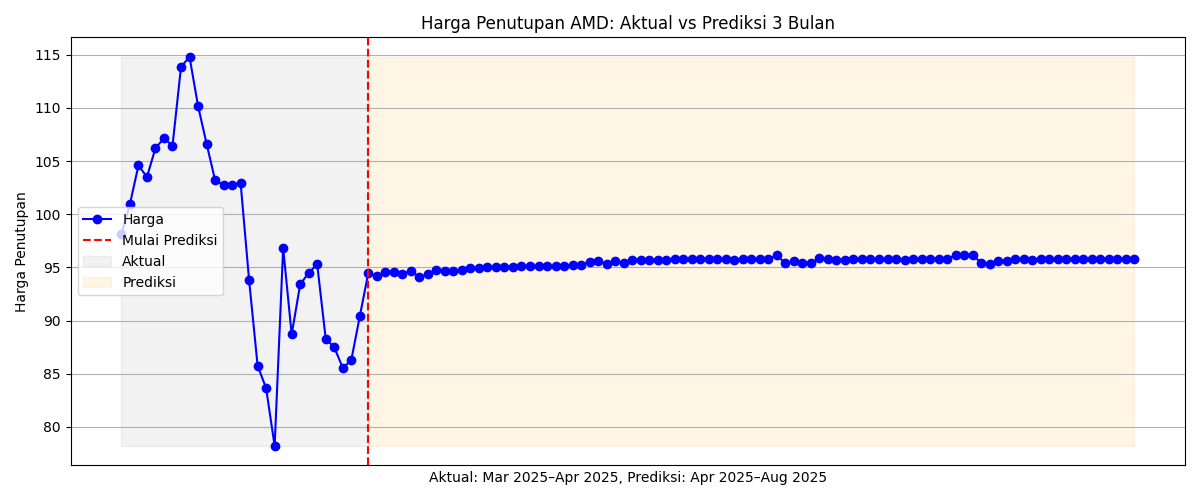 Harga Penutupan AMD: Aktual vs Prediksi 3 Bulan
Harga Penutupan
115
110
105
100
95
90
85
80
Harga
Mulai Prediksi
Aktual
Prediksi
Aktual: Mar 2025–Apr 2025, Prediksi: Apr 2025–Aug 2025